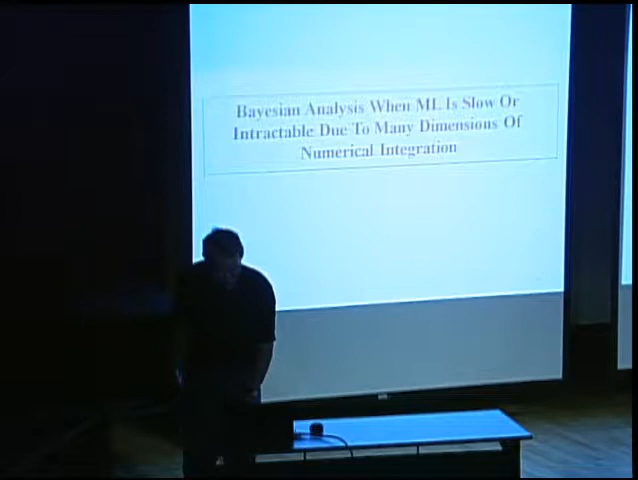 Bayesian Analysis When ML Is Slow Or
Intractable Due To Many Dimensions Of
Numerical Integration